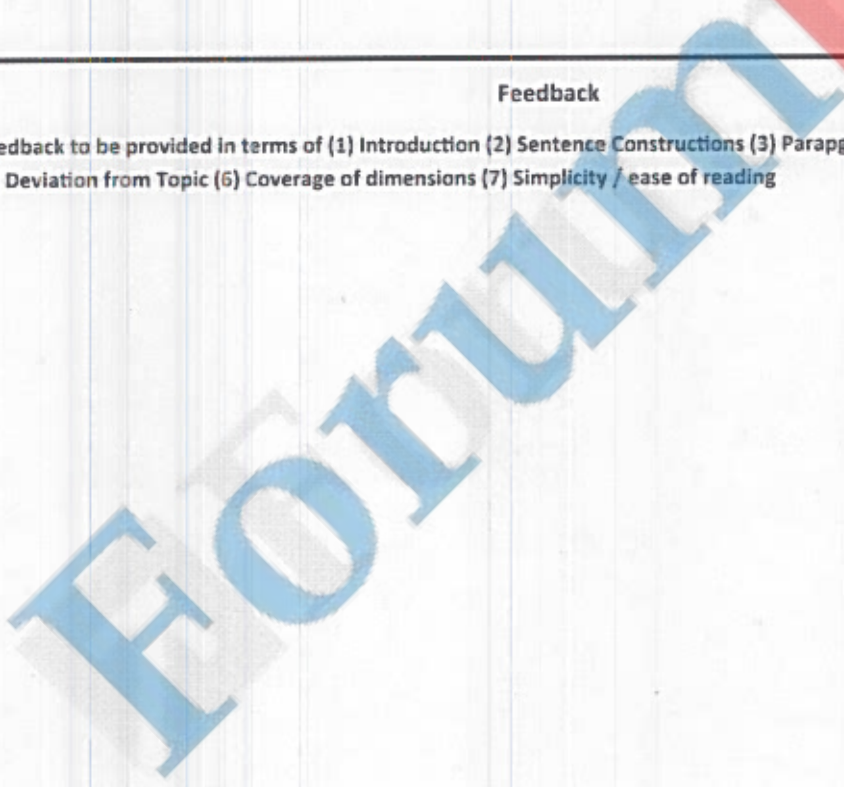 Feedback
edback to be provided in terms of (1) Introduction (2) Sentence Constructions (3) Parapg
Deviation from Topic (6) Coverage of dimensions (7) Simplicity / ease of reading
Forum